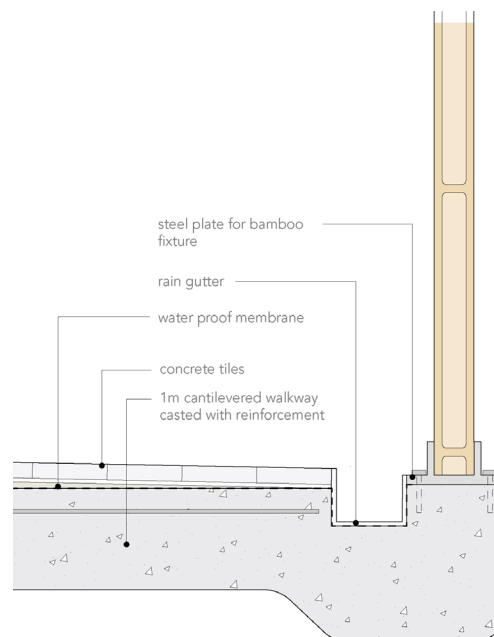 steel plate for bamboo
fixture
rain gutter
water proof membrane
concrete tiles
1m cantilevered walkway
casted with reinforcement